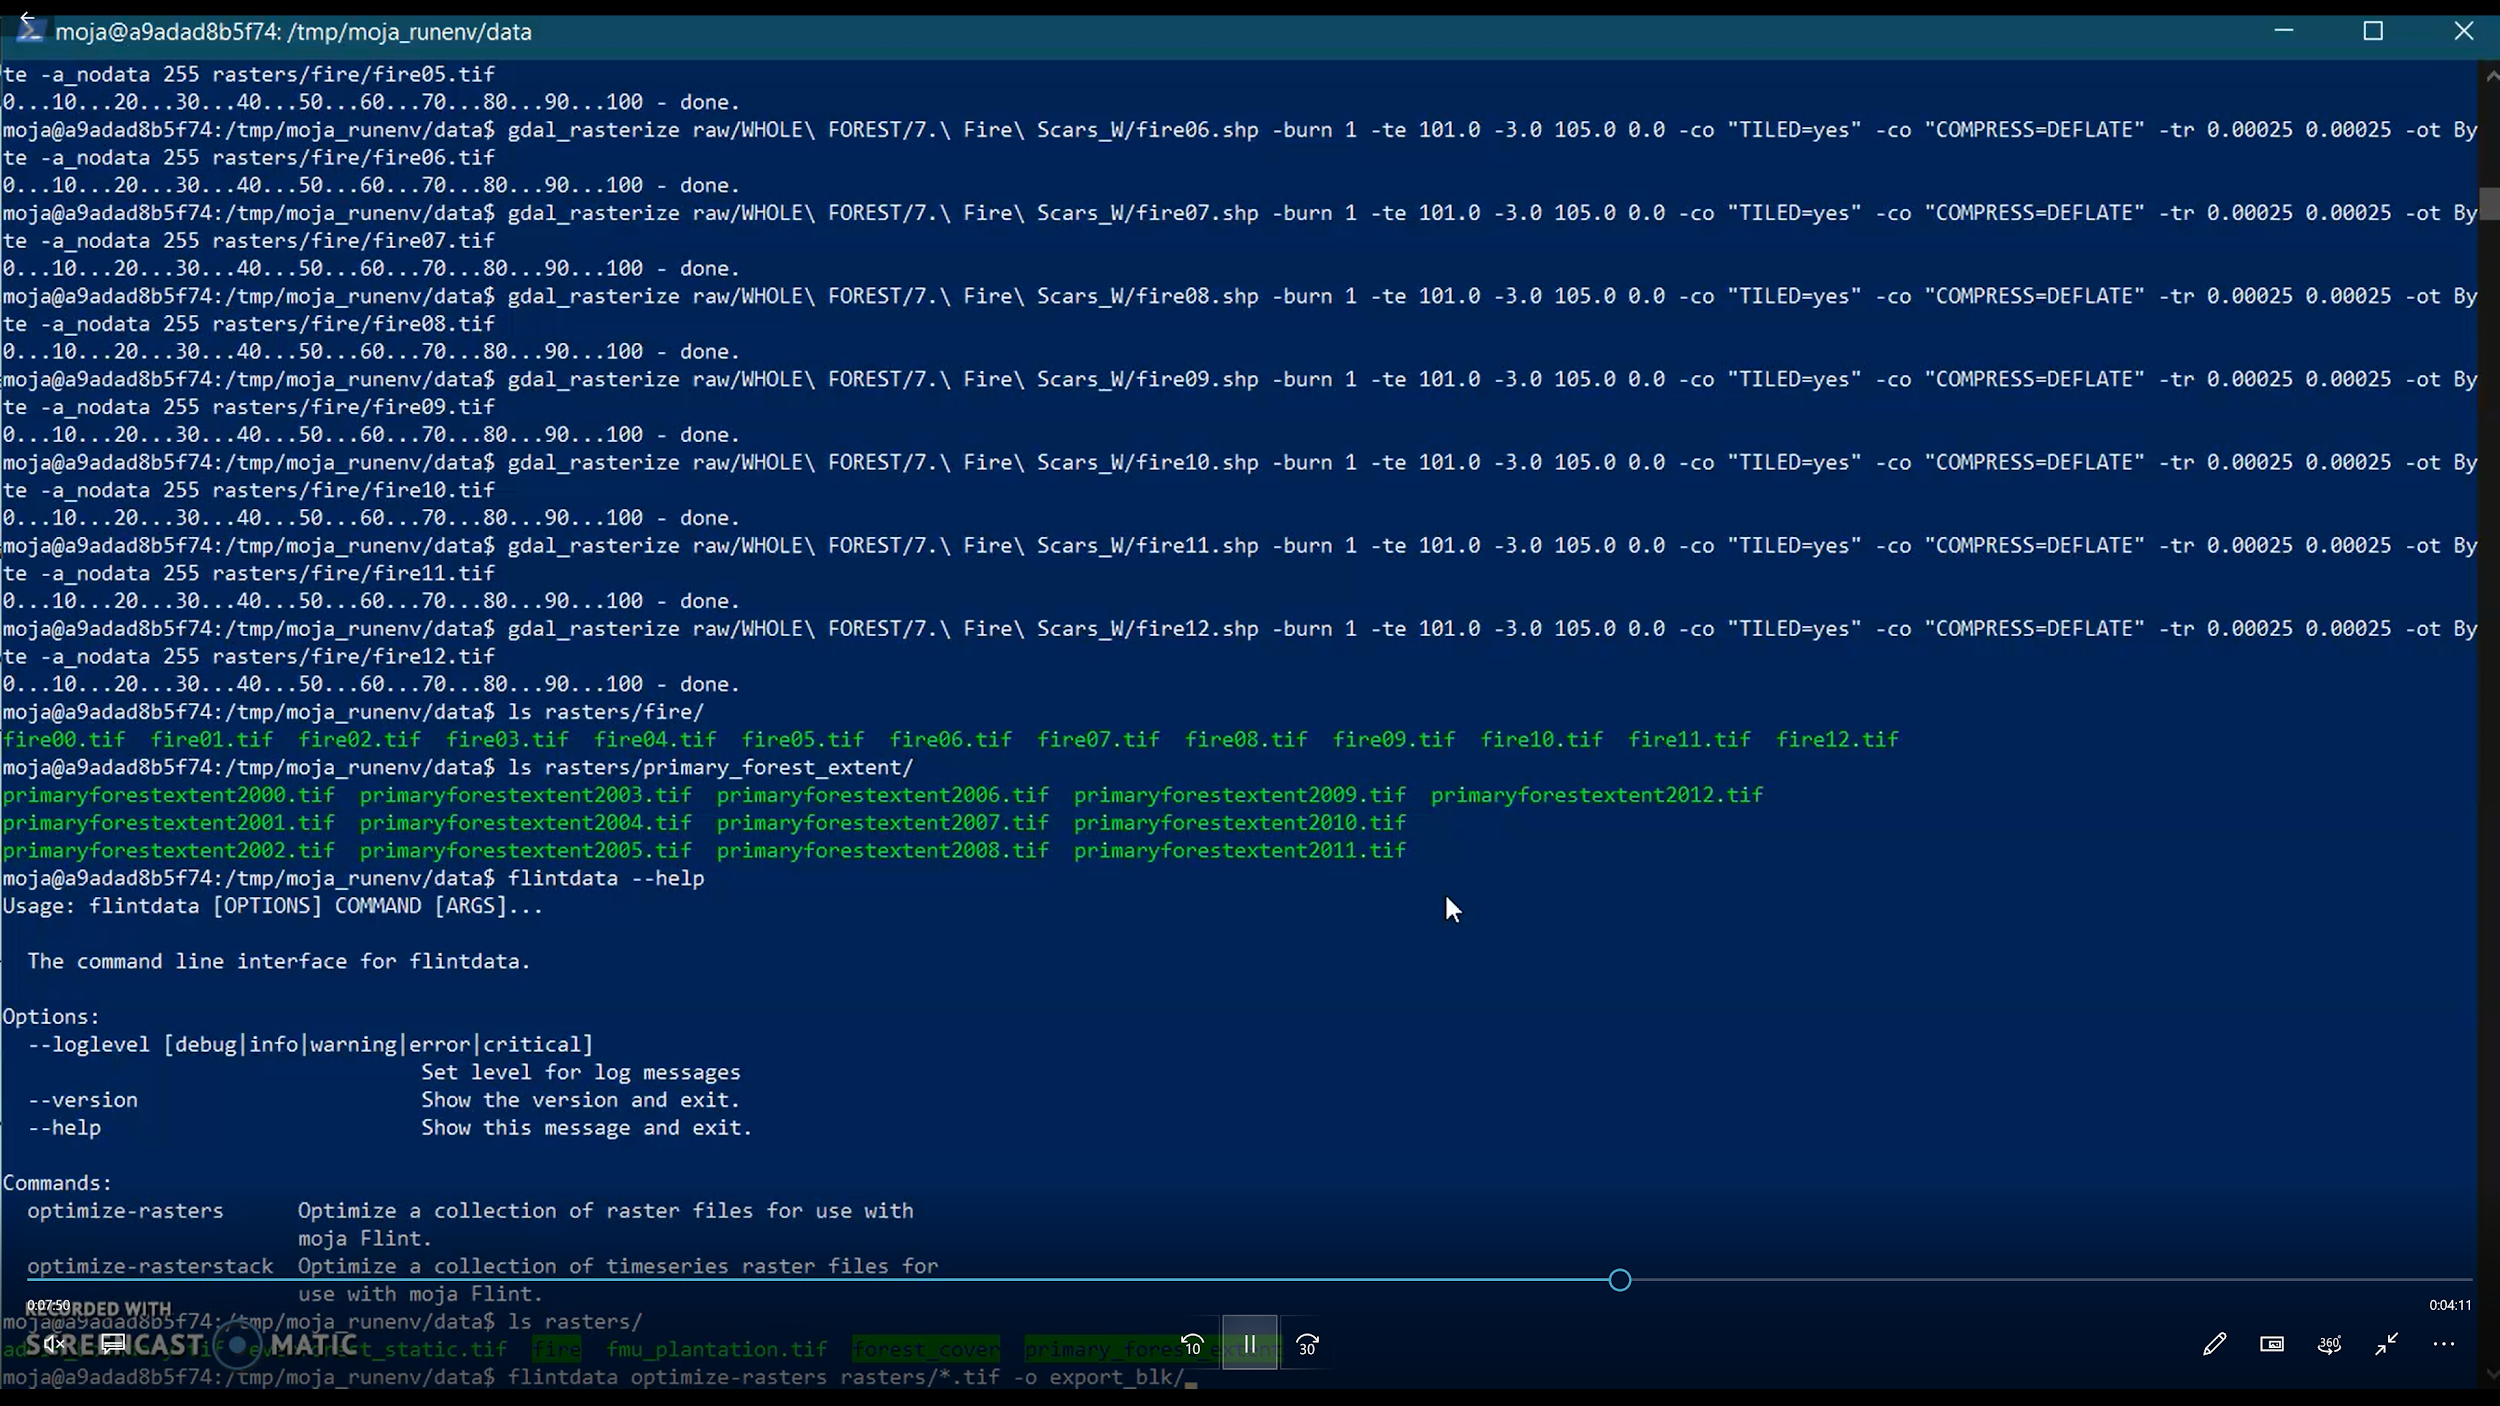 moja@a9adad8b5f74: /tmp/moja_runenv/data
te -a_nodata 255 rasters/fire/fire05.tif
0...10...20...30...40...50...60...70...80...90...100 - done.
moja@a9adad8b5f74:/tmp/moja_runenv/data$ gdal_rasterize raw/WHOLE\ FOREST/7.\ Fire\ Scars_W/fire06.shp -burn 1 -te 101.0 -3.0 105.0 0.0 -co "TILED=yes" -co "COMPRESS=DEFLATE" -tr 0.00025 0.00025 -ot By
te -a_nodata 255 rasters/fire/fire06.tif
0...10...20...30...40...50...60...70...80...90...100 - done.
moja@a9adad8b5f74:/tmp/moja_runenv/data$ gdal_rasterize raw/WHOLE\ FOREST/7.\ Fire\ Scars_W/fire07.shp -burn 1 -te 101.0 -3.0 105.0 0.0 -co "TILED=yes" -co "COMPRESS=DEFLATE" -tr 0.00025 0.00025 -ot By
te -a_nodata 255 rasters/fire/fire07.tif
0...10...20...30...40...50...60...70...80...90...100 - done.
moja@a9adad8b5f74:/tmp/moja_runenv/data$ gdal_rasterize raw/WHOLE\ FOREST/7.\ Fire\ Scars_W/fire08.shp -burn 1 -te 101.0 -3.0 105.0 0.0 -co "TILED=yes" -co "COMPRESS=DEFLATE" -tr 0.00025 0.00025 -ot By
te -a_nodata 255 rasters/fire/fire08.tif
0...10...20...30...40...50...60...70...80...90...100 - done.
moja@a9adad8b5f74:/tmp/moja_runenv/data$ gdal_rasterize raw/WHOLE\ FOREST/7.\ Fire\ Scars_W/fire09.shp -burn 1 -te 101.0 -3.0 105.0 0.0 -co "TILED=yes" -co "COMPRESS=DEFLATE" -tr 0.00025 0.00025 -ot By
te -a_nodata 255 rasters/fire/fire09.tif
0...10...20...30...40...50...60...70...80...90...100 - done.
moja@a9adad8b5f74:/tmp/moja_runenv/data$ gdal_rasterize raw/WHOLE\ FOREST/7.\ Fire\ Scars_W/fire10.shp -burn 1 -te 101.0 -3.0 105.0 0.0 -co "TILED=yes" -co "COMPRESS=DEFLATE" -tr 0.00025 0.00025 -ot By
te -a_nodata 255 rasters/fire/fire10.tif
0...10...20...30...40...50...60...70...80...90...100 - done.
moja@a9adad8b5f74:/tmp/moja_runenv/data$ gdal_rasterize raw/WHOLE\ FOREST/7.\ Fire\ Scars_W/fire11.shp -burn 1 -te 101.0 -3.0 105.0 0.0 -co "TILED=yes" -co "COMPRESS=DEFLATE" -tr 0.00025 0.00025 -ot By
te -a_nodata 255 rasters/fire/fire11.tif
0...10...20...30...40...50...60...70...80...90...100 - done.
moja@a9adad8b5f74:/tmp/moja_runenv/data$ gdal_rasterize raw/WHOLE\ FOREST/7.\ Fire\ Scars_W/fire12.shp -burn 1 -te 101.0 -3.0 105.0 0.0 -co "TILED=yes" -co "COMPRESS=DEFLATE" -tr 0.00025 0.00025 -ot By
te -a_nodata 255 rasters/fire/fire12.tif
0...10...20...30...40...50...60...70...80...90...100 - done.
moja@a9adad8b5f74:/tmp/moja_runenv/data$ ls rasters/fire/
fire00.tif fire01.tif fire02.tif fire03.tif fire04.tif fire05.tif fire06.tif fire07.tif fire08.tif fire09.tif fire10.tif fire11.tif fire12.tif
moja@a9adad8b5f74:/tmp/moja_runenv/data$ ls rasters/primary_forest_extent/
primaryforestextent2000.tif primaryforestextent2003.tif primaryforestextent2006.tif primaryforestextent2009.tif primaryforestextent2012.tif
primaryforestextent2001.tif primaryforestextent2004.tif primaryforestextent2007.tif primaryforestextent2010.tif
primaryforestextent2002.tif primaryforestextent2005.tif primaryforestextent2008.tif primaryforestextent2011.tif
moja@a9adad8b5f74:/tmp/moja_runenv/data$ flintdata --help
Usage: flintdata [OPTIONS] COMMAND [ARGS]...
The command line interface for flintdata.
Options:
--loglevel [debug|info|warning|error|critical]
Set level for log messages
--version Show the version and exit.
--help Show this message and exit.
Commands:
optimize-rasters Optimize a collection of raster files for use with
moja Flint.
optimize-rasterstack Optimize a collection of timeseries raster files for
use with moja Flint.
0:07:50
RECORDED WITH
0:04:11
moja@a9adad8b5f74:/tmp/moja_runenv/data$ ls rasters/
SCREENCAST MATIC
fire fmu_plantation.tif forest_cover
10 30 360
moja@a9adad8b5f74:/tmp/moja_runenv/data$ flintdata optimize-rasters rasters/*.tif -o export_blk/